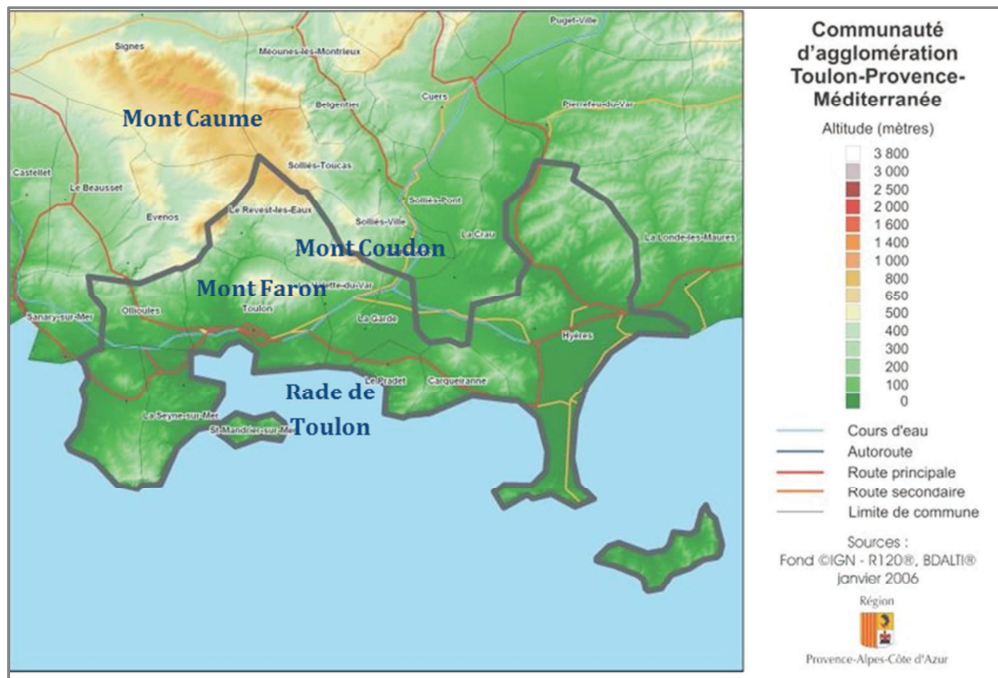 Signes
Méounes-lès-Montrieux
Puget-Ville
Cuers
Belgentier
Pierrefeu-du-Var
Mont Caume
Castellet
Solliès-Toucas
Le Beausset
Solliès-Pont
Le Revest-les-Eaux
Evenos
Solliès-Ville
La Crau
La Londe-les-Maures
Mont Coudon
Mont Faron
Ollioules
Toulon
Sanary-sur-Mer
La Garde
Hyères
Le Pradet
Carqueiranne
Rade de
Toulon
La Seyne-sur-Mer
St-Mandrier-sur-Mer
Communauté
d'agglomération
Toulon-Provence-
Méditerranée
Altitude (mètres)
3 800
3 000
2 500
2 000
1 600
1 400
1 000
800
650
500
400
300
200
100
0
Cours d'eau
Autoroute
Route principale
Route secondaire
Limite de commune
Sources :
Fond ©IGN - R120®, BDALTI®
janvier 2006
Région
Provence-Alpes-Côte d'Azur